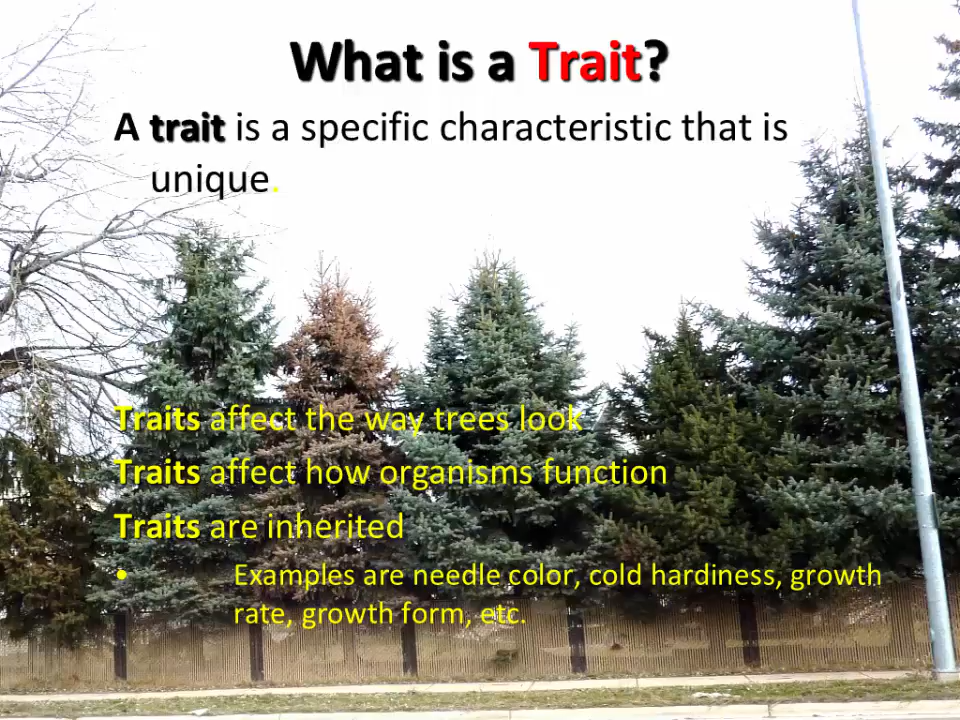 What is a Trait?
A trait is a specific characteristic that is
unique.
Traits affect the way trees look
Traits affect how organisms function
Traits are inherited
• Examples are needle color, cold hardiness, growth
rate, growth form, etc.